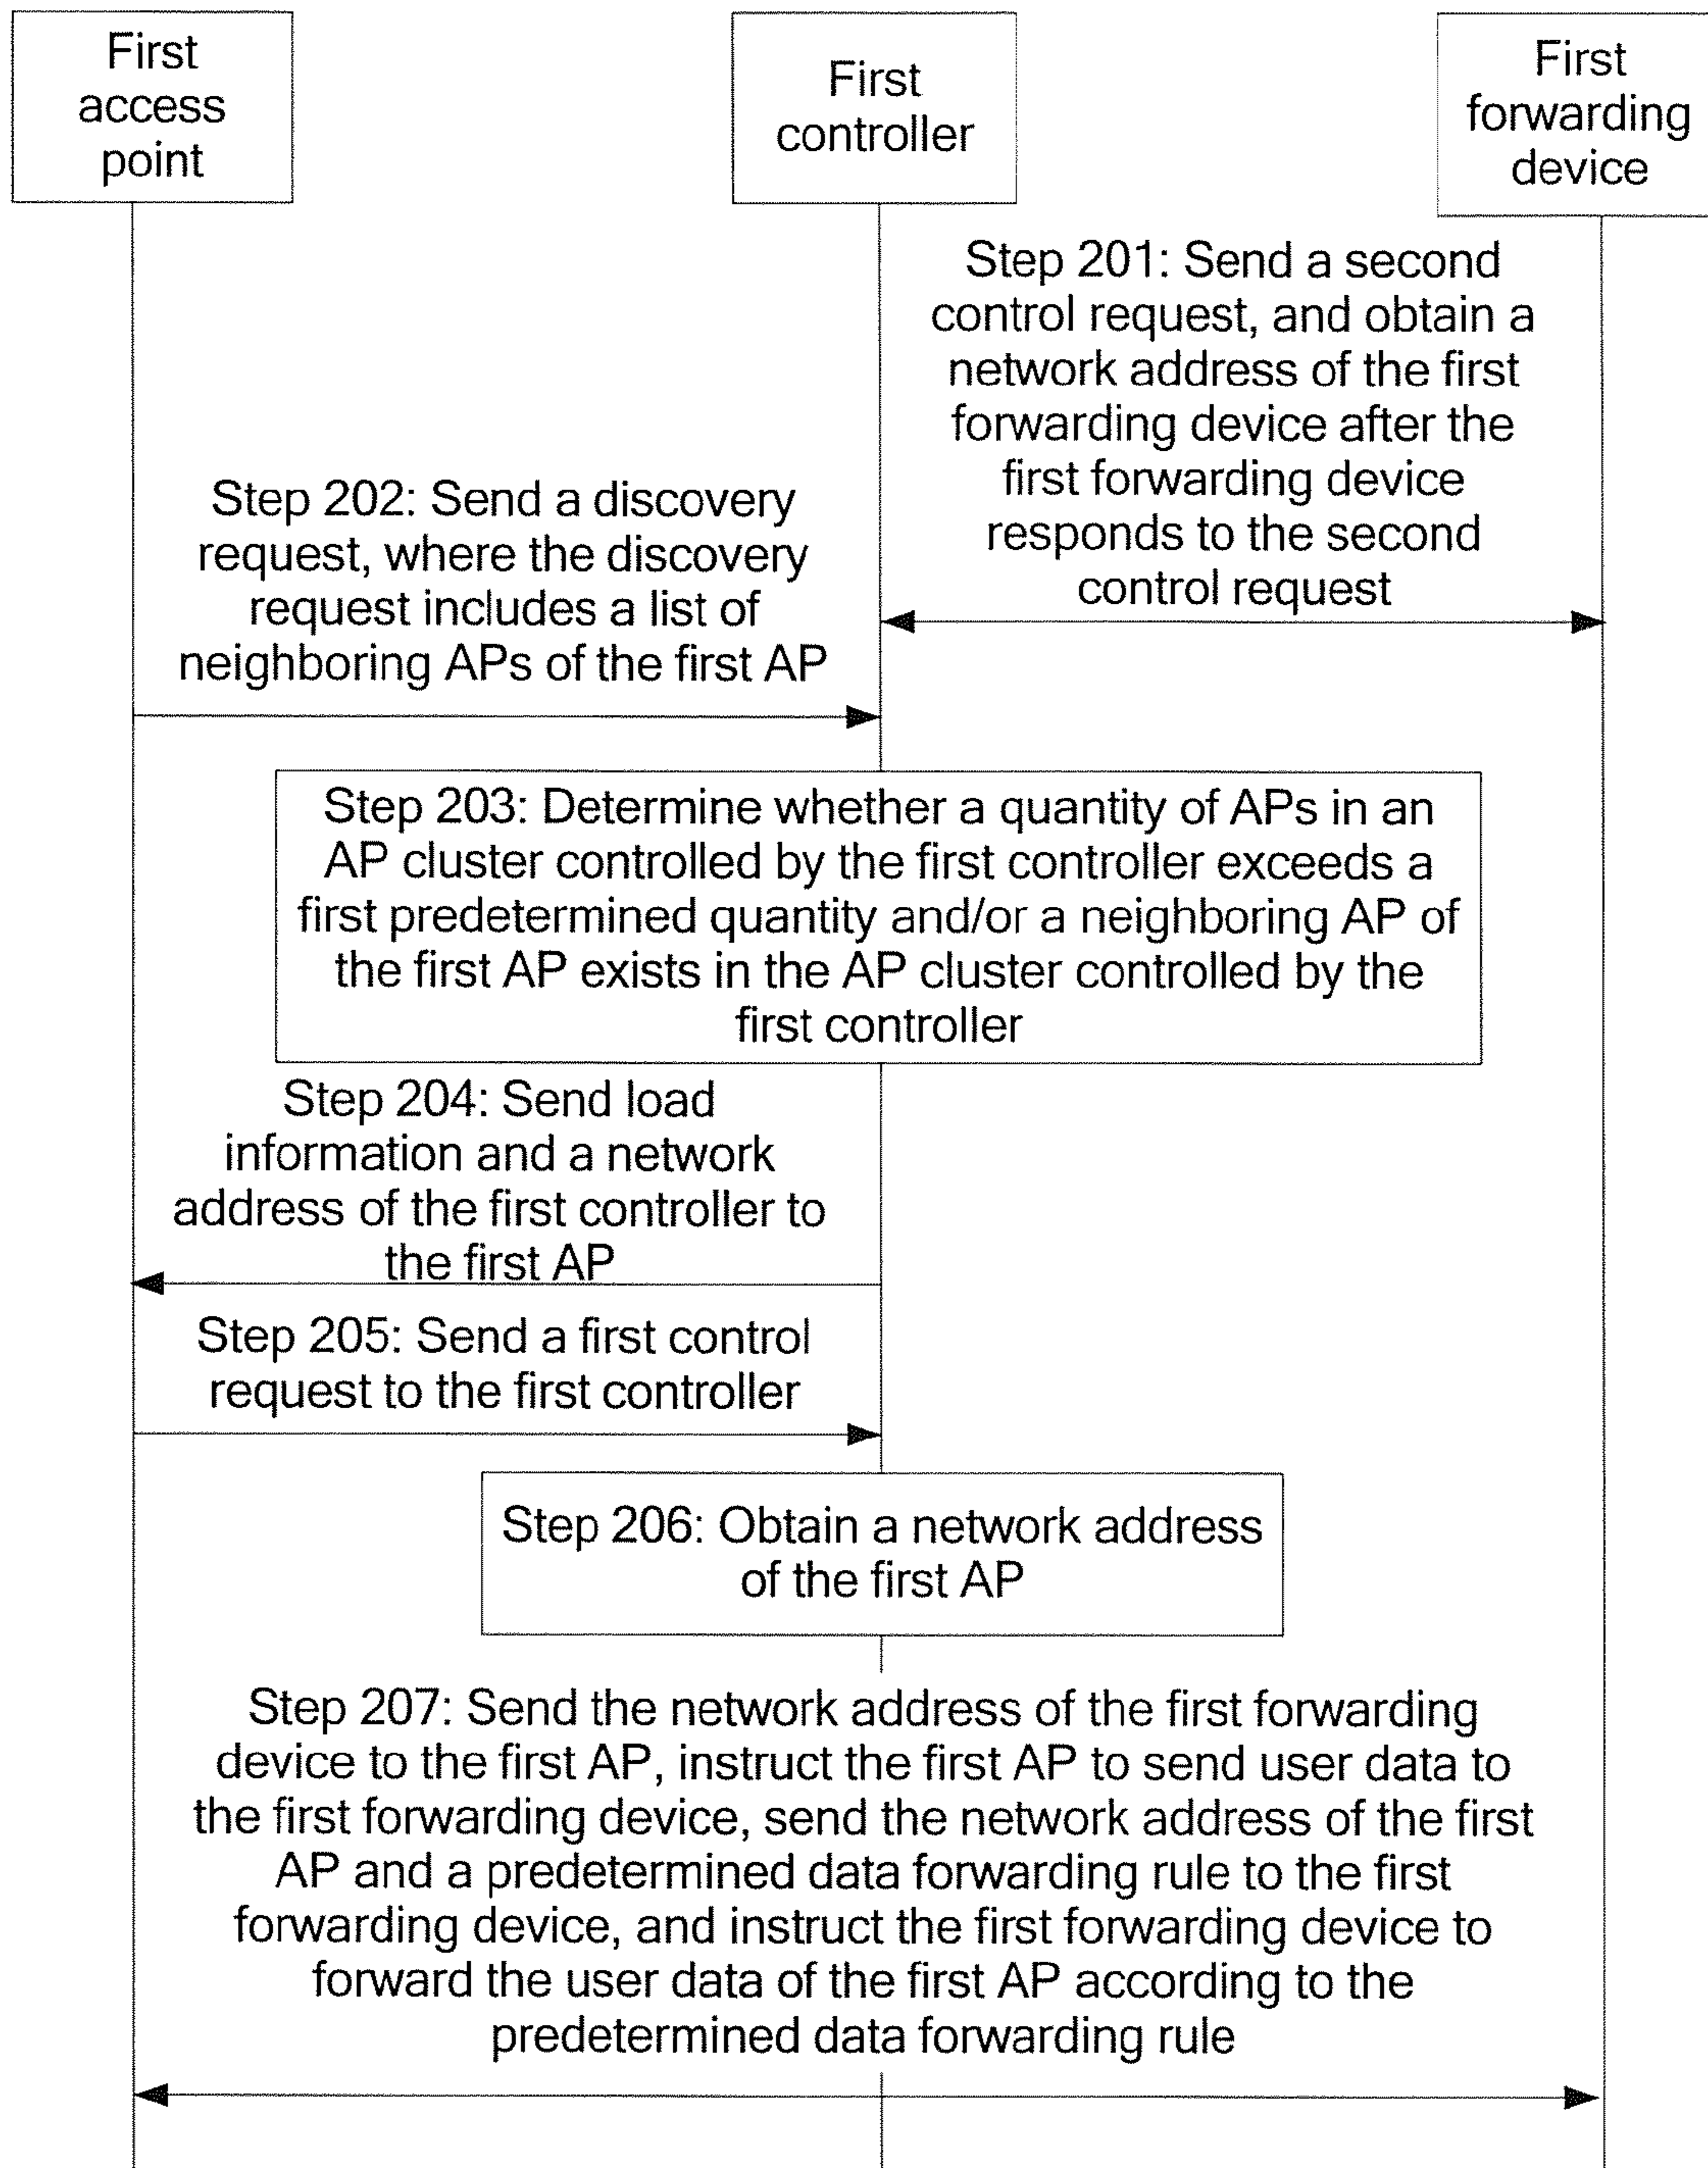 First
access
point
First
controller
First
forwarding
device
Step 201: Send a second
control request, and obtain a
network address of the first
forwarding device after the
first forwarding device
responds to the second
control request
Step 202: Send a discovery
request, where the discovery
request includes a list of
neighboring APs of the first AP
Step 203: Determine whether a quantity of APs in an
AP cluster controlled by the first controller exceeds a
first predetermined quantity and/or a neighboring AP of
the first AP exists in the AP cluster controlled by the
first controller
Step 204: Send load
information and a network
address of the first controller to
the first AP
Step 205: Send a first control
request to the first controller
Step 206: Obtain a network address
of the first AP
Step 207: Send the network address of the first forwarding
device to the first AP, instruct the first AP to send user data to
the first forwarding device, send the network address of the first
AP and a predetermined data forwarding rule to the first
forwarding device, and instruct the first forwarding device to
forward the user data of the first AP according to the
predetermined data forwarding rule